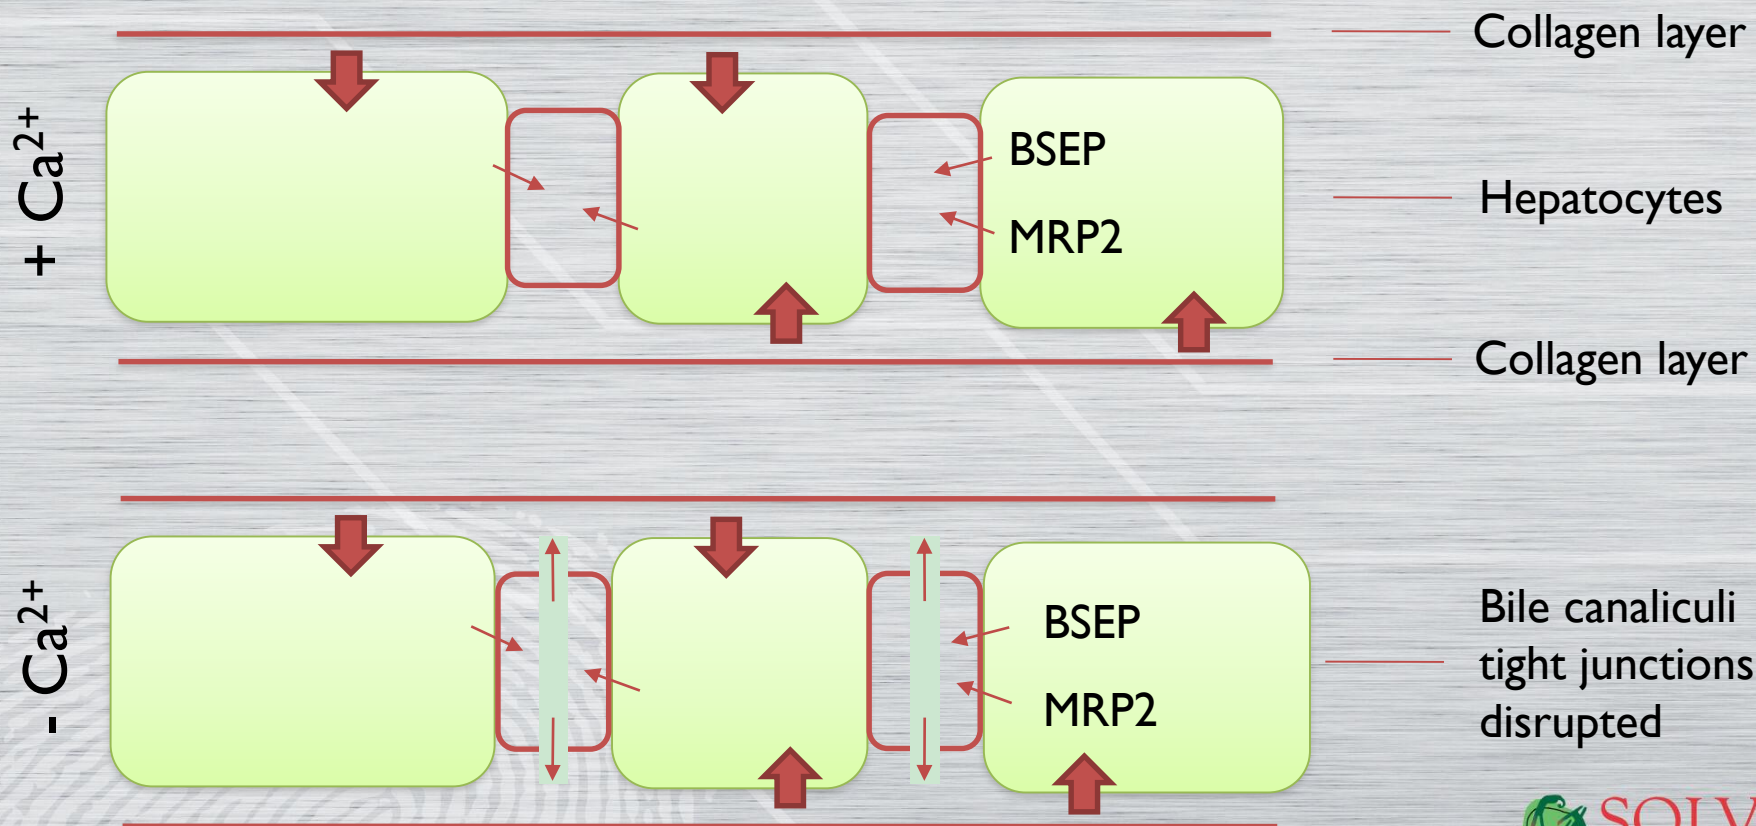 Collagen layer
+ Ca²⁺
BSEP
MRP2
Hepatocytes
Collagen layer
- Ca²⁺
BSEP
MRP2
Bile canaliculi
tight junctions
disrupted